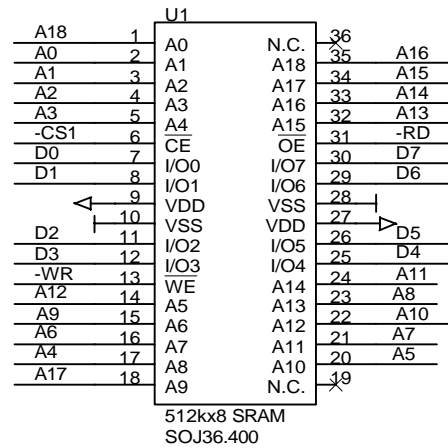 U1
A18 1 A0 N.C. 36
A0 2 A1 A18 35 A16
A1 3 A2 A17 34 A15
A2 4 A3 A16 33 A14
A3 5 A4 A15 32 A13
-CS1 6 CE OE 31 -RD
D0 7 I/O0 I/O7 30 D7
D1 8 I/O1 I/O6 29 D6
9 VDD VSS 28
10 VSS VDD 27
D2 11 I/O2 I/O5 26 D5
D3 12 I/O3 I/O4 25 D4
-WR 13 WE A14 24 A11
A12 14 A5 A13 23 A8
A9 15 A6 A12 22 A10
A6 16 A7 A11 21 A7
A4 17 A8 A10 20 A5
A17 18 A9 N.C. 19
512kx8 SRAM
SOJ36.400